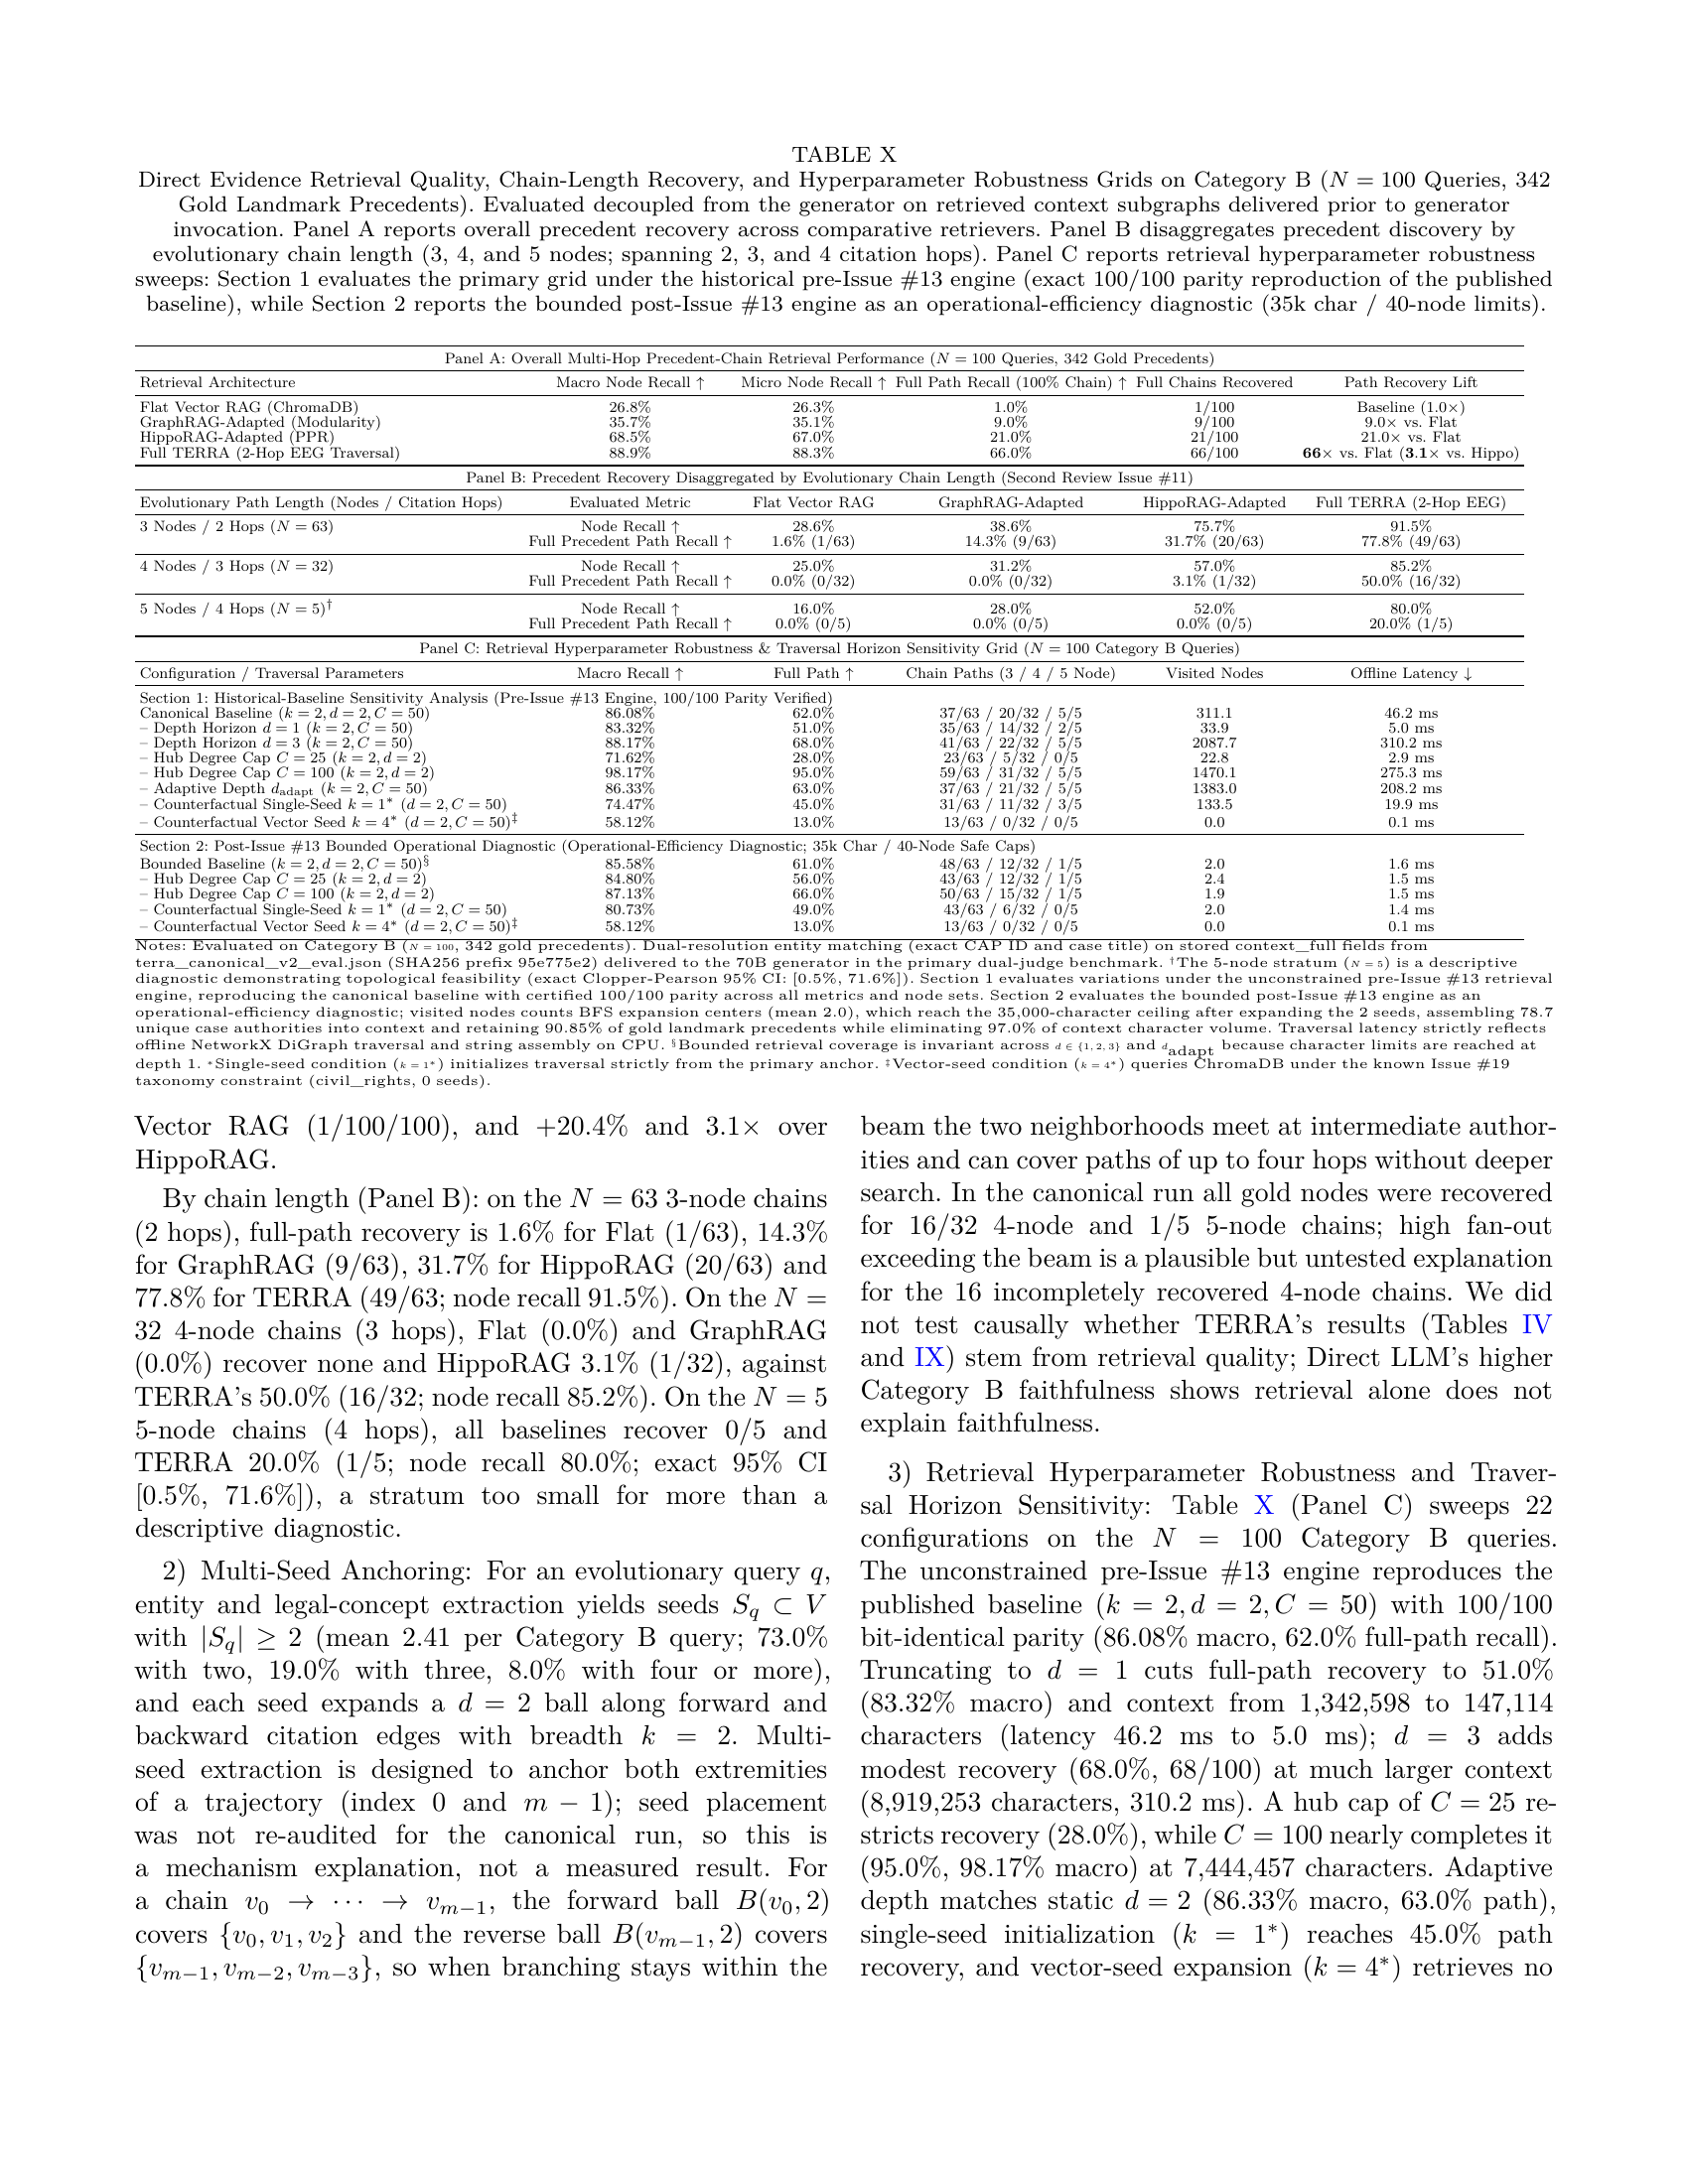 TABLE X
Direct Evidence Retrieval Quality, Chain-Length Recovery, and Hyperparameter Robustness Grids on Category B (N = 100 Queries, 342
Gold Landmark Precedents). Evaluated decoupled from the generator on retrieved context subgraphs delivered prior to generator
invocation. Panel A reports overall precedent recovery across comparative retrievers. Panel B disaggregates precedent discovery by
evolutionary chain length (3, 4, and 5 nodes; spanning 2, 3, and 4 citation hops). Panel C reports retrieval hyperparameter robustness
sweeps: Section 1 evaluates the primary grid under the historical pre-Issue #13 engine (exact 100/100 parity reproduction of the published
baseline), while Section 2 reports the bounded post-Issue #13 engine as an operational-efficiency diagnostic (35k char / 40-node limits).
Panel A: Overall Multi-Hop Precedent-Chain Retrieval Performance (N = 100 Queries, 342 Gold Precedents)
Retrieval Architecture Macro Node Recall ↑ Micro Node Recall ↑ Full Path Recall (100% Chain) ↑ Full Chains Recovered Path Recovery Lift
Flat Vector RAG (ChromaDB) 26.8% 26.3% 1.0% 1/100 Baseline (1.0×)
GraphRAG-Adapted (Modularity) 35.7% 35.1% 9.0% 9/100 9.0× vs. Flat
HippoRAG-Adapted (PPR) 68.5% 67.0% 21.0% 21/100 21.0× vs. Flat
Full TERRA (2-Hop EEG Traversal) 88.9% 88.3% 66.0% 66/100 66× vs. Flat (3.1× vs. Hippo)
Panel B: Precedent Recovery Disaggregated by Evolutionary Chain Length (Second Review Issue #11)
Evolutionary Path Length (Nodes / Citation Hops) Evaluated Metric Flat Vector RAG GraphRAG-Adapted HippoRAG-Adapted Full TERRA (2-Hop EEG)
3 Nodes / 2 Hops (N = 63) Node Recall ↑ 28.6% 38.6% 75.7% 91.5%
Full Precedent Path Recall ↑ 1.6% (1/63) 14.3% (9/63) 31.7% (20/63) 77.8% (49/63)
4 Nodes / 3 Hops (N = 32) Node Recall ↑ 25.0% 31.2% 57.0% 85.2%
Full Precedent Path Recall ↑ 0.0% (0/32) 0.0% (0/32) 3.1% (1/32) 50.0% (16/32)
5 Nodes / 4 Hops (N = 5)† Node Recall ↑ 16.0% 28.0% 52.0% 80.0%
Full Precedent Path Recall ↑ 0.0% (0/5) 0.0% (0/5) 0.0% (0/5) 20.0% (1/5)
Panel C: Retrieval Hyperparameter Robustness & Traversal Horizon Sensitivity Grid (N = 100 Category B Queries)
Configuration / Traversal Parameters Macro Recall ↑ Full Path ↑ Chain Paths (3 / 4 / 5 Node) Visited Nodes Offline Latency ↓
Section 1: Historical-Baseline Sensitivity Analysis (Pre-Issue #13 Engine, 100/100 Parity Verified)
Canonical Baseline (k = 2, d = 2, C = 50) 86.08% 62.0% 37/63 / 20/32 / 5/5 311.1 46.2 ms
– Depth Horizon d = 1 (k = 2, C = 50) 83.32% 51.0% 35/63 / 14/32 / 2/5 33.9 5.0 ms
– Depth Horizon d = 3 (k = 2, C = 50) 88.17% 68.0% 41/63 / 22/32 / 5/5 2087.7 310.2 ms
– Hub Degree Cap C = 25 (k = 2, d = 2) 71.62% 28.0% 23/63 / 5/32 / 0/5 22.8 2.9 ms
– Hub Degree Cap C = 100 (k = 2, d = 2) 98.17% 95.0% 59/63 / 31/32 / 5/5 1470.1 275.3 ms
– Adaptive Depth dadapt (k = 2, C = 50) 86.33% 63.0% 37/63 / 21/32 / 5/5 1383.0 208.2 ms
– Counterfactual Single-Seed k = 1* (d = 2, C = 50) 74.47% 45.0% 31/63 / 11/32 / 3/5 133.5 19.9 ms
– Counterfactual Vector Seed k = 4* (d = 2, C = 50)‡ 58.12% 13.0% 13/63 / 0/32 / 0/5 0.0 0.1 ms
Section 2: Post-Issue #13 Bounded Operational Diagnostic (Operational-Efficiency Diagnostic; 35k Char / 40-Node Safe Caps)
Bounded Baseline (k = 2, d = 2, C = 50)§ 85.58% 61.0% 48/63 / 12/32 / 1/5 2.0 1.6 ms
– Hub Degree Cap C = 25 (k = 2, d = 2) 84.80% 56.0% 43/63 / 12/32 / 1/5 2.4 1.5 ms
– Hub Degree Cap C = 100 (k = 2, d = 2) 87.13% 66.0% 50/63 / 15/32 / 1/5 1.9 1.5 ms
– Counterfactual Single-Seed k = 1* (d = 2, C = 50) 80.73% 49.0% 43/63 / 6/32 / 0/5 2.0 1.4 ms
– Counterfactual Vector Seed k = 4* (d = 2, C = 50)‡ 58.12% 13.0% 13/63 / 0/32 / 0/5 0.0 0.1 ms
Notes: Evaluated on Category B (N = 100, 342 gold precedents). Dual-resolution entity matching (exact CAP ID and case title) on stored context_full fields from
terra_canonical_v2_eval.json (SHA256 prefix 95e775e2) delivered to the 70B generator in the primary dual-judge benchmark. †The 5-node stratum (N = 5) is a descriptive
diagnostic demonstrating topological feasibility (exact Clopper-Pearson 95% CI: [0.5%, 71.6%]). Section 1 evaluates variations under the unconstrained pre-Issue #13 retrieval
engine, reproducing the canonical baseline with certified 100/100 parity across all metrics and node sets. Section 2 evaluates the bounded post-Issue #13 engine as an
operational-efficiency diagnostic; visited nodes counts BFS expansion centers (mean 2.0), which reach the 35,000-character ceiling after expanding the 2 seeds, assembling 78.7
unique case authorities into context and retaining 90.85% of gold landmark precedents while eliminating 97.0% of context character volume. Traversal latency strictly reflects
offline NetworkX DiGraph traversal and string assembly on CPU. §Bounded retrieval coverage is invariant across d ∈ {1, 2, 3} and dadapt because character limits are reached at
depth 1. *Single-seed condition (k = 1*) initializes traversal strictly from the primary anchor. ‡Vector-seed condition (k = 4*) queries ChromaDB under the known Issue #19
taxonomy constraint (civil_rights, 0 seeds).
Vector RAG (1/100/100), and +20.4% and 3.1× over
HippoRAG.
By chain length (Panel B): on the N = 63 3-node chains
(2 hops), full-path recovery is 1.6% for Flat (1/63), 14.3%
for GraphRAG (9/63), 31.7% for HippoRAG (20/63) and
77.8% for TERRA (49/63; node recall 91.5%). On the N =
32 4-node chains (3 hops), Flat (0.0%) and GraphRAG
(0.0%) recover none and HippoRAG 3.1% (1/32), against
TERRA's 50.0% (16/32; node recall 85.2%). On the N = 5
5-node chains (4 hops), all baselines recover 0/5 and
TERRA 20.0% (1/5; node recall 80.0%; exact 95% CI
[0.5%, 71.6%]), a stratum too small for more than a
descriptive diagnostic.
2) Multi-Seed Anchoring: For an evolutionary query q,
entity and legal-concept extraction yields seeds Sq ⊂ V
with |Sq| ≥ 2 (mean 2.41 per Category B query; 73.0%
with two, 19.0% with three, 8.0% with four or more),
and each seed expands a d = 2 ball along forward and
backward citation edges with breadth k = 2. Multi-
seed extraction is designed to anchor both extremities
of a trajectory (index 0 and m − 1); seed placement
was not re-audited for the canonical run, so this is
a mechanism explanation, not a measured result. For
a chain v0 → ⋯ → vm−1, the forward ball B(v0, 2)
covers {v0, v1, v2} and the reverse ball B(vm−1, 2) covers
{vm−1, vm−2, vm−3}, so when branching stays within the
beam the two neighborhoods meet at intermediate author-
ities and can cover paths of up to four hops without deeper
search. In the canonical run all gold nodes were recovered
for 16/32 4-node and 1/5 5-node chains; high fan-out
exceeding the beam is a plausible but untested explanation
for the 16 incompletely recovered 4-node chains. We did
not test causally whether TERRA's results (Tables IV
and IX) stem from retrieval quality; Direct LLM's higher
Category B faithfulness shows retrieval alone does not
explain faithfulness.
3) Retrieval Hyperparameter Robustness and Traver-
sal Horizon Sensitivity: Table X (Panel C) sweeps 22
configurations on the N = 100 Category B queries.
The unconstrained pre-Issue #13 engine reproduces the
published baseline (k = 2, d = 2, C = 50) with 100/100
bit-identical parity (86.08% macro, 62.0% full-path recall).
Truncating to d = 1 cuts full-path recovery to 51.0%
(83.32% macro) and context from 1,342,598 to 147,114
characters (latency 46.2 ms to 5.0 ms); d = 3 adds
modest recovery (68.0%, 68/100) at much larger context
(8,919,253 characters, 310.2 ms). A hub cap of C = 25 re-
stricts recovery (28.0%), while C = 100 nearly completes it
(95.0%, 98.17% macro) at 7,444,457 characters. Adaptive
depth matches static d = 2 (86.33% macro, 63.0% path),
single-seed initialization (k = 1*) reaches 45.0% path
recovery, and vector-seed expansion (k = 4*) retrieves no